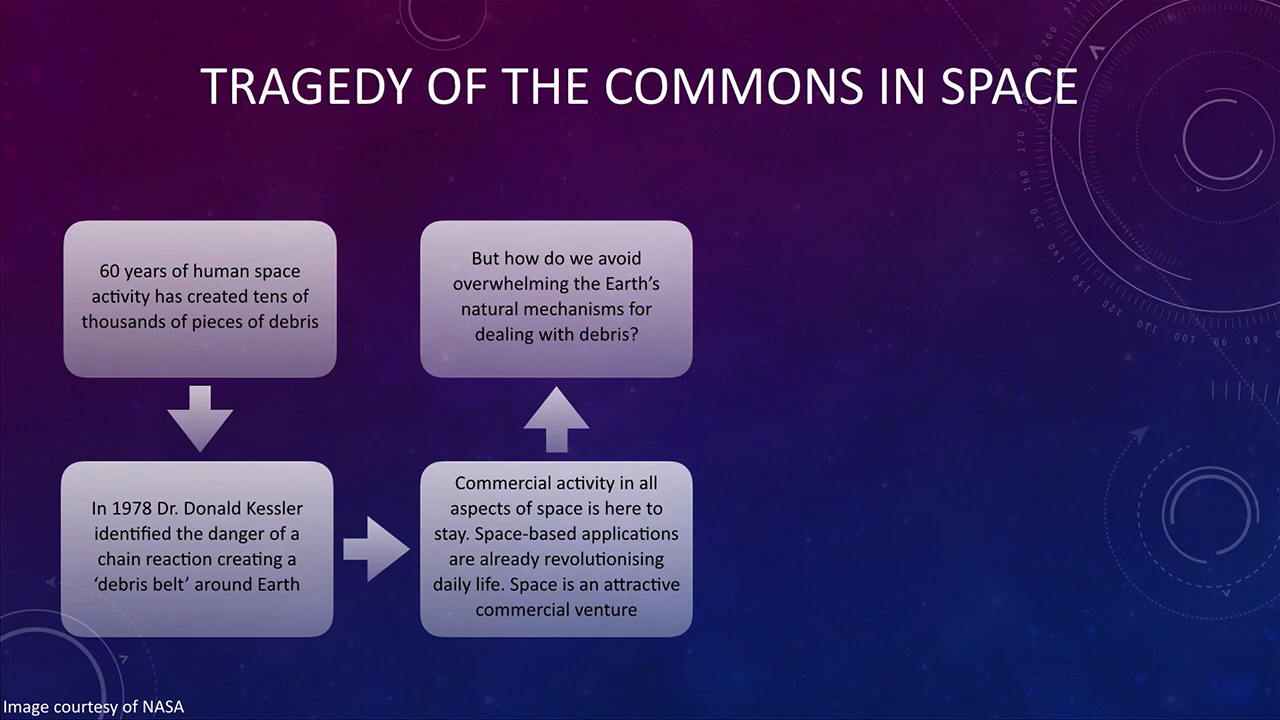 TRAGEDY OF THE COMMONS IN SPACE
60 years of human space
activity has created tens of
thousands of pieces of debris
In 1978 Dr. Donald Kessler
identified the danger of a
chain reaction creating a
‘debris belt’ around Earth
Commercial activity in all
aspects of space is here to
stay. Space-based applications
are already revolutionising
daily life. Space is an attractive
commercial venture
But how do we avoid
overwhelming the Earth’s
natural mechanisms for
dealing with debris?
Image courtesy of NASA